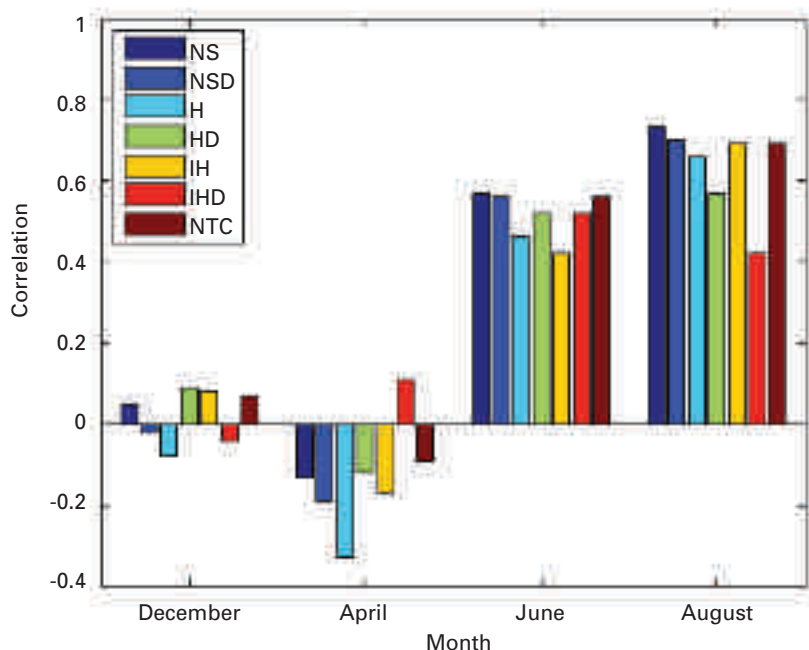 1
0.8
0.6
0.4
0.2
0
-0.2
-0.4
Correlation
NS
NSD
H
HD
IH
IHD
NTC
December April June August
Month